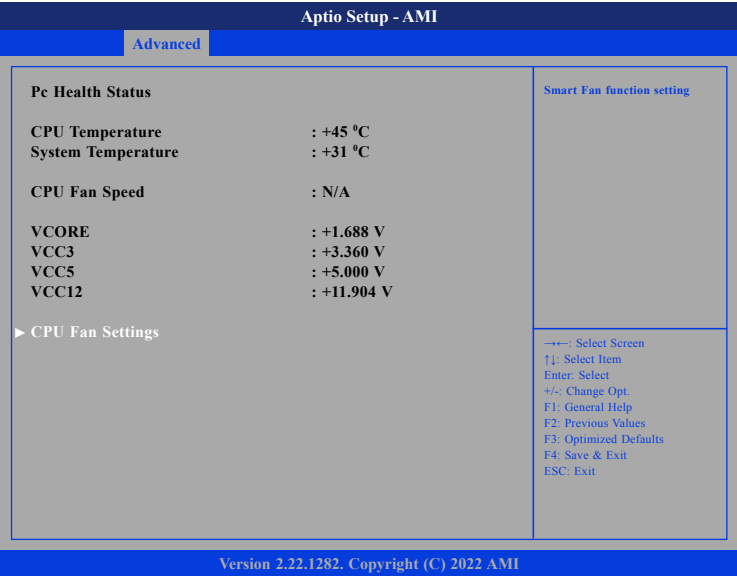 Aptio Setup - AMI
Advanced
Pc Health Status
CPU Temperature : +45 ⁰C
System Temperature : +31 ⁰C
CPU Fan Speed : N/A
VCORE : +1.688 V
VCC3 : +3.360 V
VCC5 : +5.000 V
VCC12 : +11.904 V
► CPU Fan Settings
Smart Fan function setting
→←: Select Screen
↑↓: Select Item
Enter: Select
+/-: Change Opt.
F1: General Help
F2: Previous Values
F3: Optimized Defaults
F4: Save & Exit
ESC: Exit
Version 2.22.1282. Copyright (C) 2022 AMI